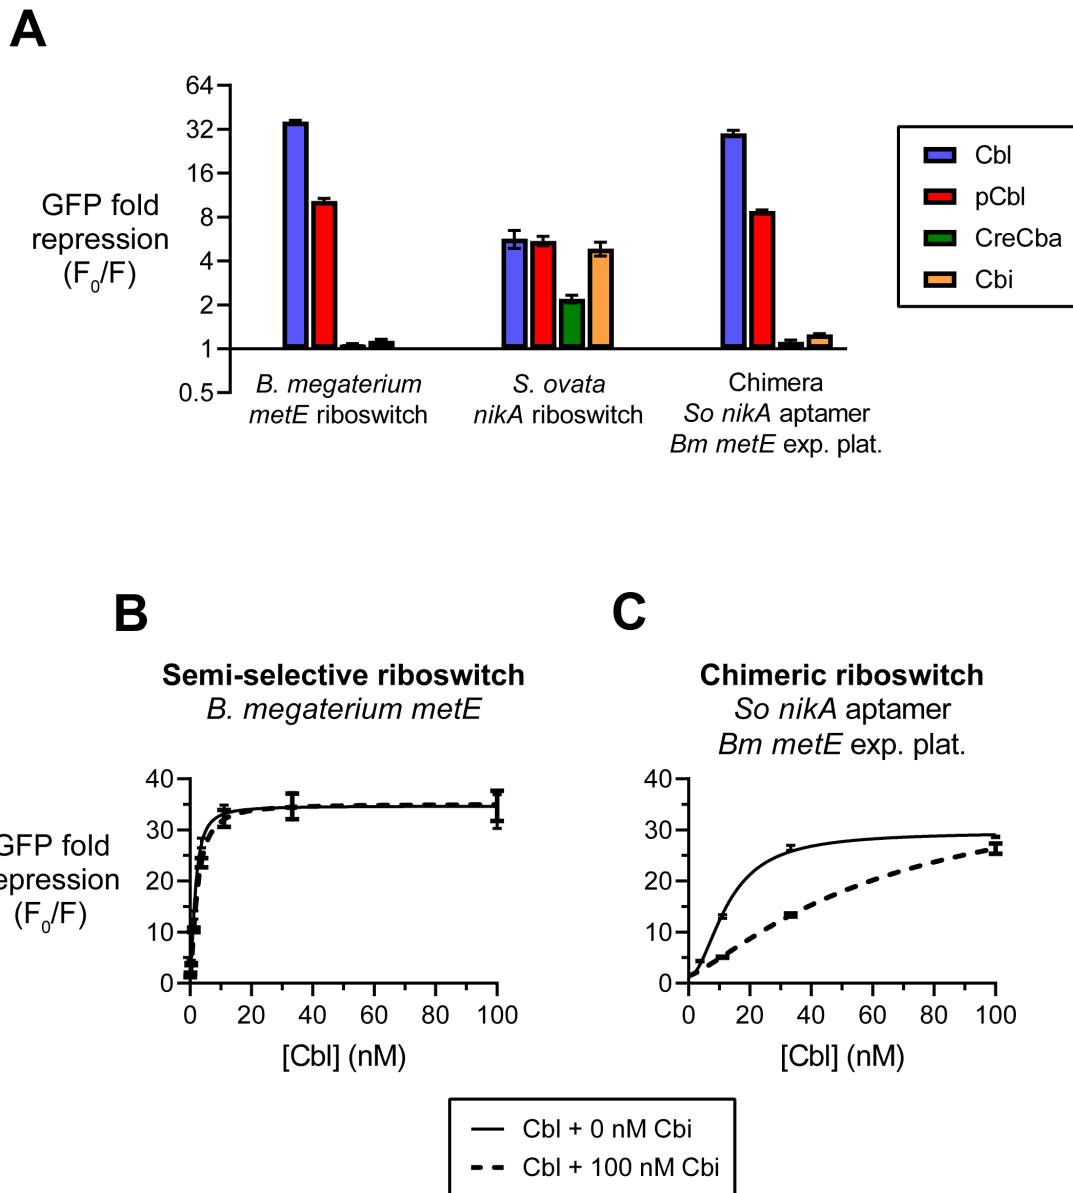 A
64
32
16
8
4
2
1
0.5
GFP fold
repression
(F0/F)
B. megaterium
metE riboswitch
S. ovata
nikA riboswitch
Chimera
So nikA aptamer
Bm metE exp. plat.
Cbl
pCbl
CreCba
Cbi
B
Semi-selective riboswitch
B. megaterium metE
40
30
20
10
0
GFP fold
epression
(F0/F)
0 20 40 60 80 100
[Cbl] (nM)
C
Chimeric riboswitch
So nikA aptamer
Bm metE exp. plat.
40
30
20
10
0
0 20 40 60 80 100
[Cbl] (nM)
Cbl + 0 nM Cbi
Cbl + 100 nM Cbi